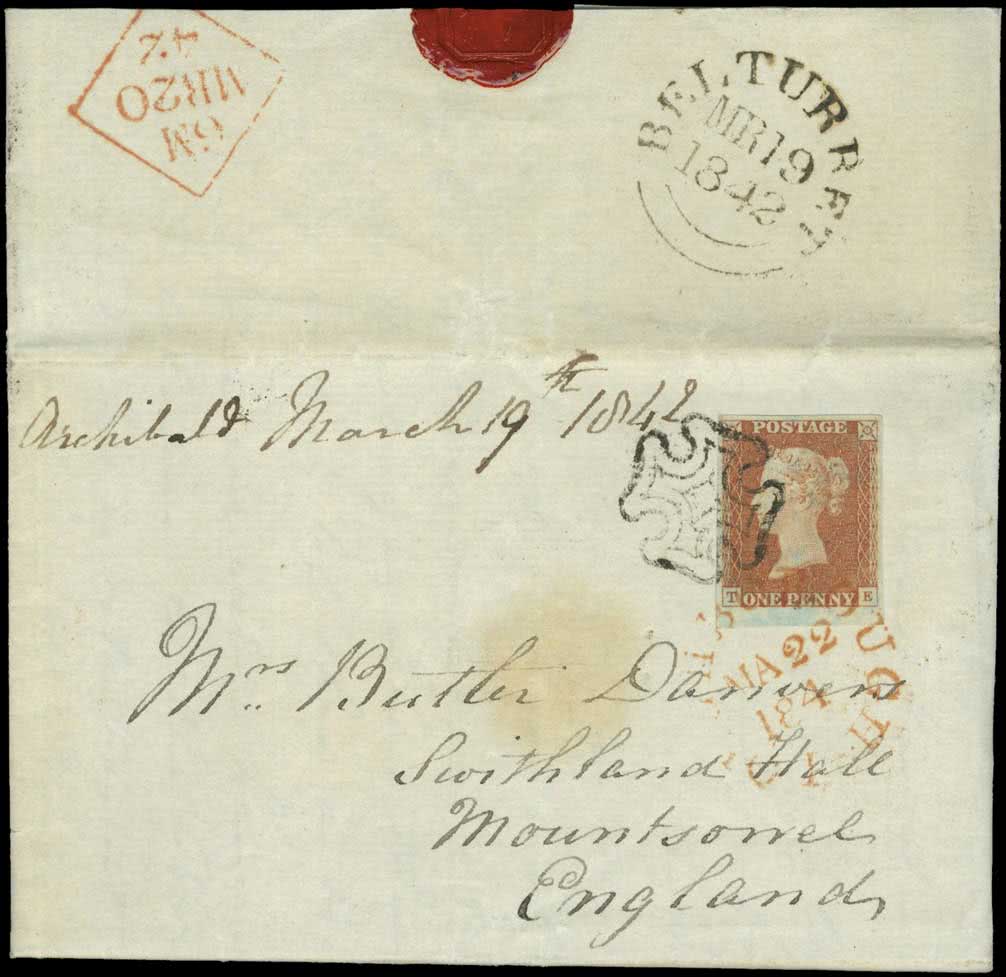 6M
MR20
42
BELTURBET
MR19
1842
Archibald March 19th 1842
POSTAGE
T ONE PENNY E
MA22
184
Mrs Butler Danvers
Swithland Hall
Mountsorrel
England